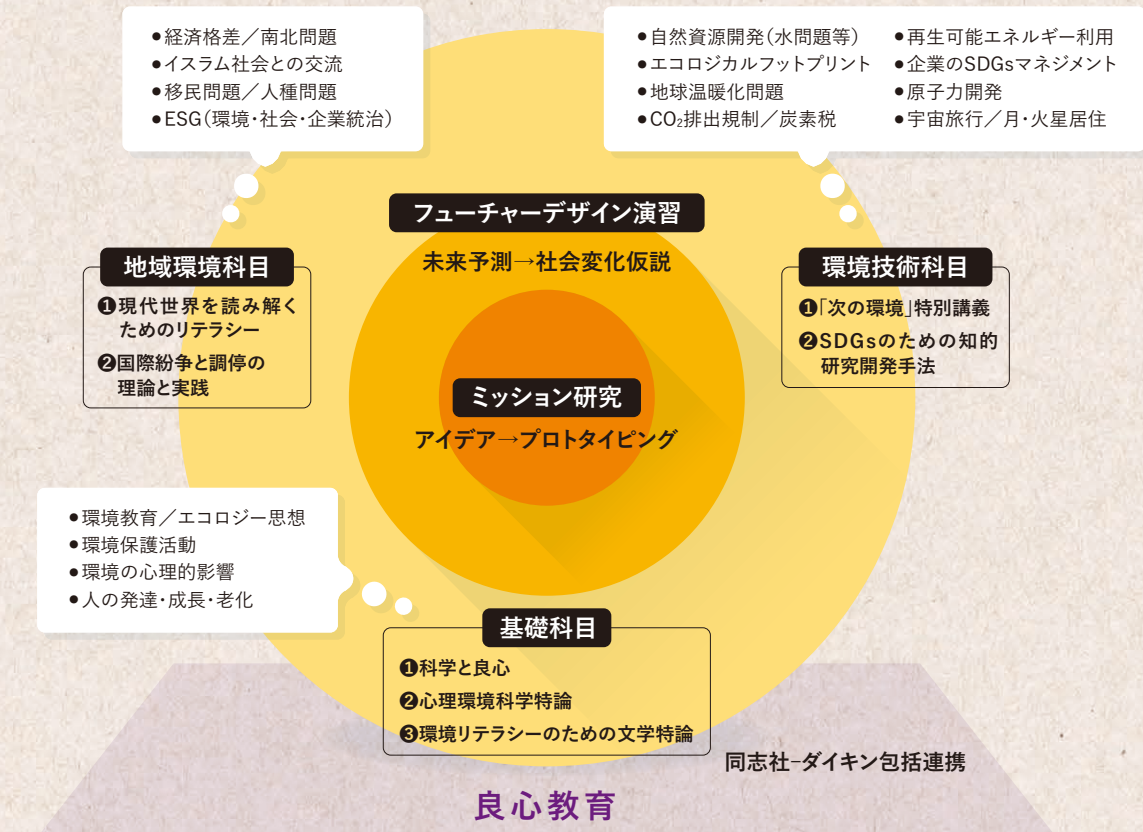 ●経済格差／南北問題
●イスラム社会との交流
●移民問題／人種問題
●ESG（環境・社会・企業統治）
●自然資源開発（水問題等）
●エコロジカルフットプリント
●地球温暖化問題
●CO₂排出規制／炭素税
●再生可能エネルギー利用
●企業のSDGsマネジメント
●原子力開発
●宇宙旅行／月・火星居住
フューチャーデザイン演習
未来予測→社会変化仮説
地域環境科目
❶現代世界を読み解く
ためのリテラシー
❷国際紛争と調停の
理論と実践
環境技術科目
❶「次の環境」特別講義
❷SDGsのための知的
研究開発手法
ミッション研究
アイデア→プロトタイピング
●環境教育／エコロジー思想
●環境保護活動
●環境の心理的影響
●人の発達・成長・老化
基礎科目
❶科学と良心
❷心理環境科学特論
❸環境リテラシーのための文学特論
同志社−ダイキン包括連携
良心教育